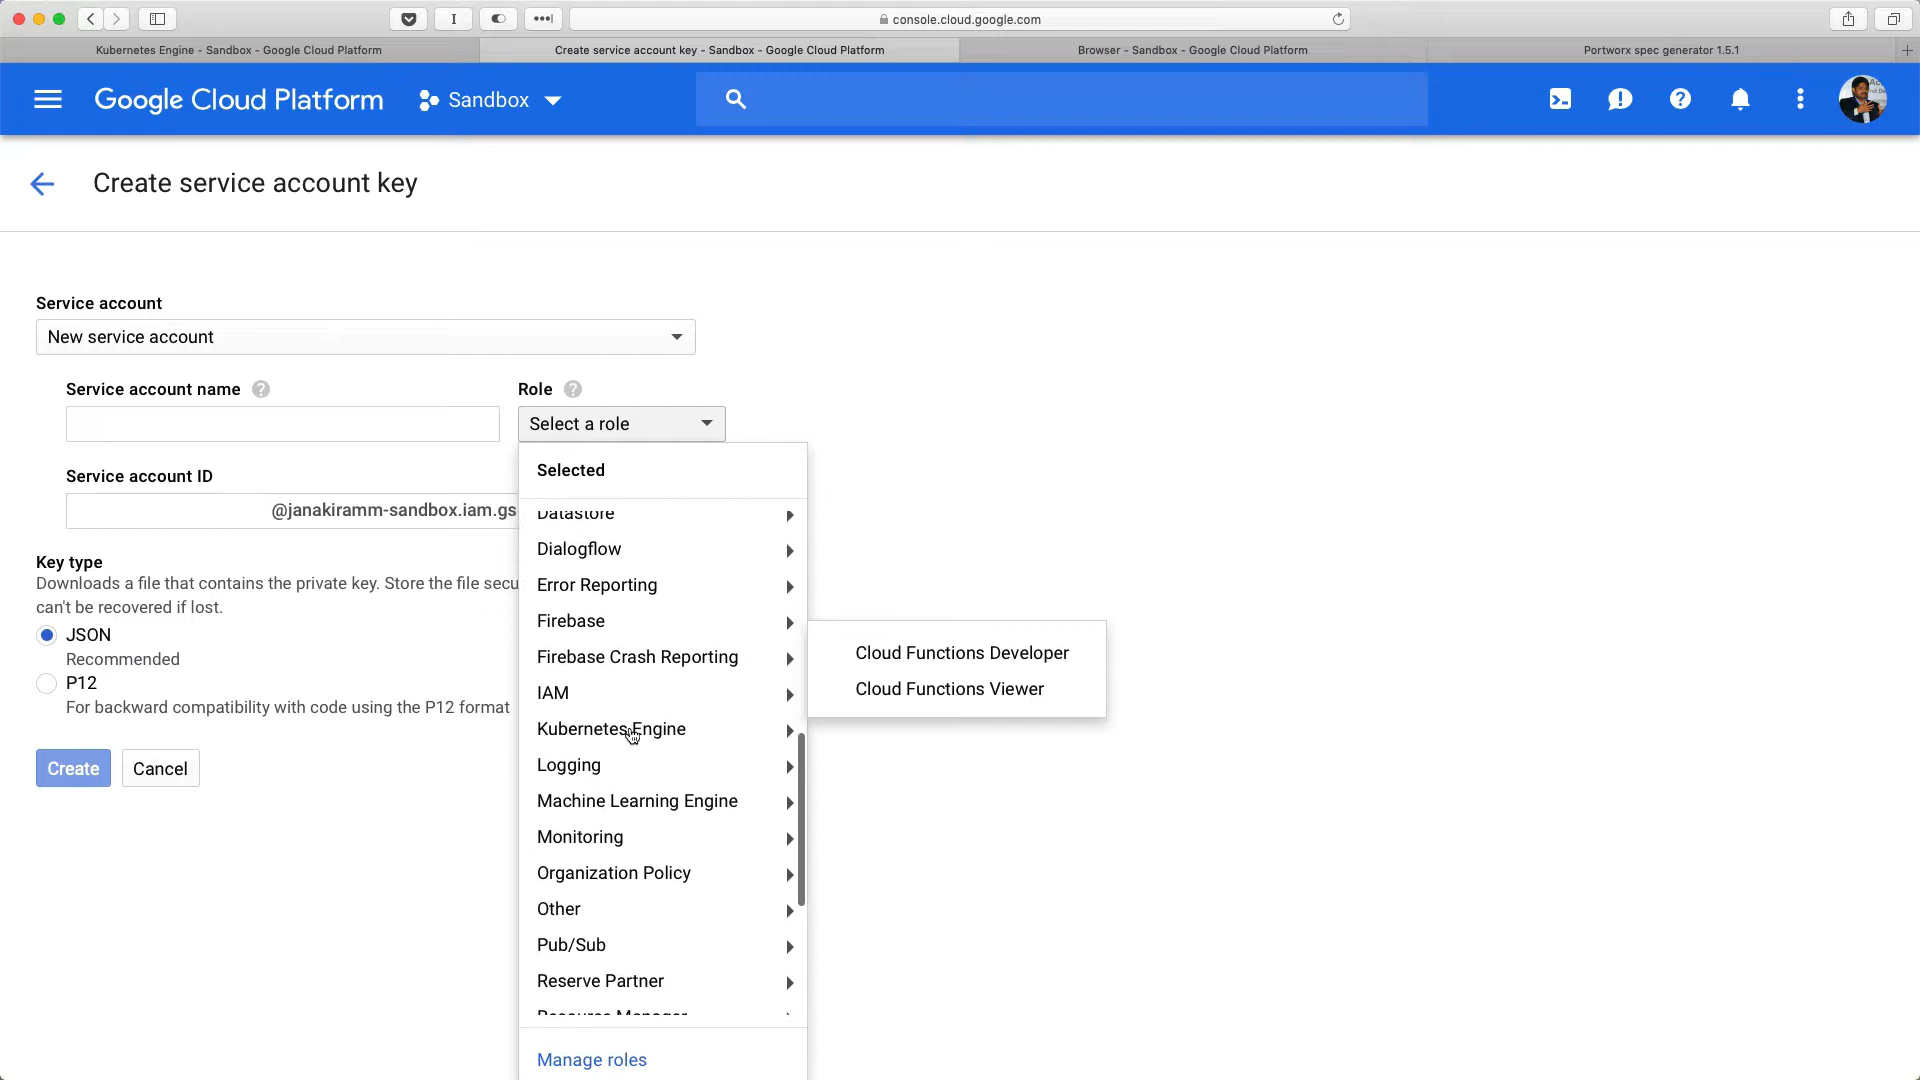 console.cloud.google.com
Kubernetes Engine - Sandbox - Google Cloud Platform
Create service account key - Sandbox - Google Cloud Platform
Browser - Sandbox - Google Cloud Platform
Portworx spec generator 1.5.1
Google Cloud Platform
Sandbox
Create service account key
Service account
New service account
Service account name
Role
Select a role
Service account ID
@janakiramm-sandbox.iam.gs
Key type
Downloads a file that contains the private key. Store the file secu
can't be recovered if lost.
JSON
Recommended
P12
For backward compatibility with code using the P12 format
Create
Cancel
Selected
Datastore
Dialogflow
Error Reporting
Firebase
Firebase Crash Reporting
IAM
Kubernetes Engine
Logging
Machine Learning Engine
Monitoring
Organization Policy
Other
Pub/Sub
Reserve Partner
Resource Manager
Manage roles
Cloud Functions Developer
Cloud Functions Viewer